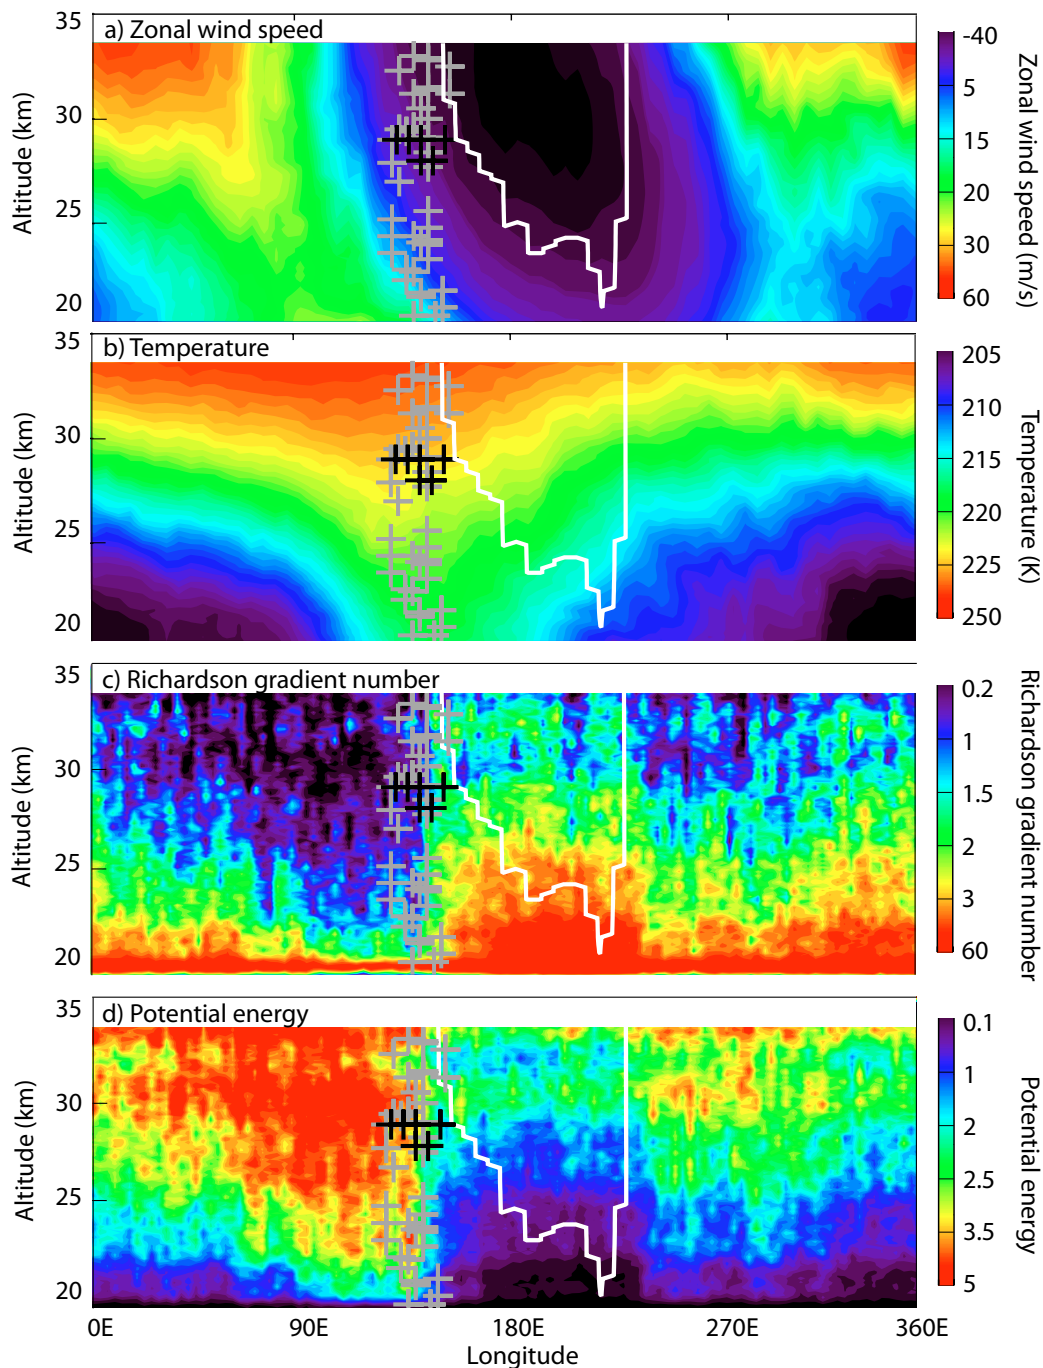 35
a) Zonal wind speed
30
25
20
Altitude (km)
-40
5
15
20
30
60
Zonal wind speed (m/s)
35
b) Temperature
30
25
20
Altitude (km)
205
210
215
220
225
250
Temperature (K)
35
c) Richardson gradient number
30
25
20
Altitude (km)
0.2
1
1.5
2
3
60
Richardson gradient number
35
d) Potential energy
30
25
20
Altitude (km)
0.1
1
2
2.5
3.5
5
Potential energy
0E 90E 180E 270E 360E
Longitude